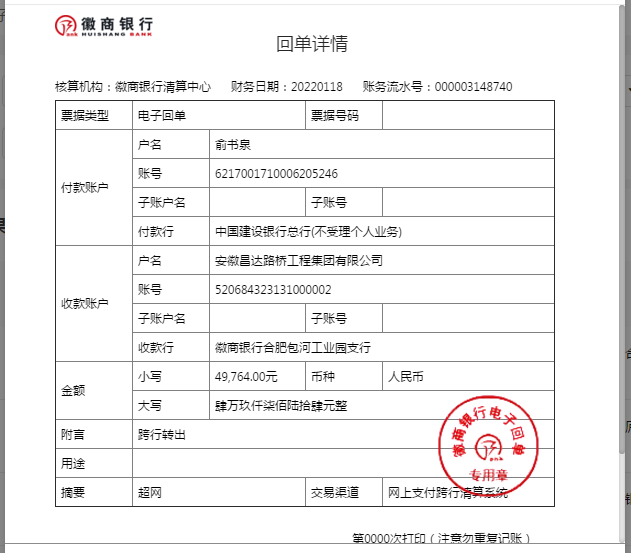 徽商银行
HUISHANG BANK
回单详情
核算机构：徽商银行清算中心 财务日期：20220118 账务流水号：000003148740
票据类型 电子回单 票据号码
付款账户
户名 俞书泉
账号 6217001710006205246
子账户名 子账号
付款行 中国建设银行总行(不受理个人业务)
收款账户
户名 安徽昌达路桥工程集团有限公司
账号 520684323131000002
子账户名 子账号
收款行 徽商银行合肥包河工业园支行
金额
小写 49,764.00元 币种 人民币
大写 肆万玖仟柒佰陆拾肆元整
附言 跨行转出
用途
摘要 超网 交易渠道 网上支付跨行清算系统
徽商银行电子回单
专用章
第0000次打印（注意勿重复记账）